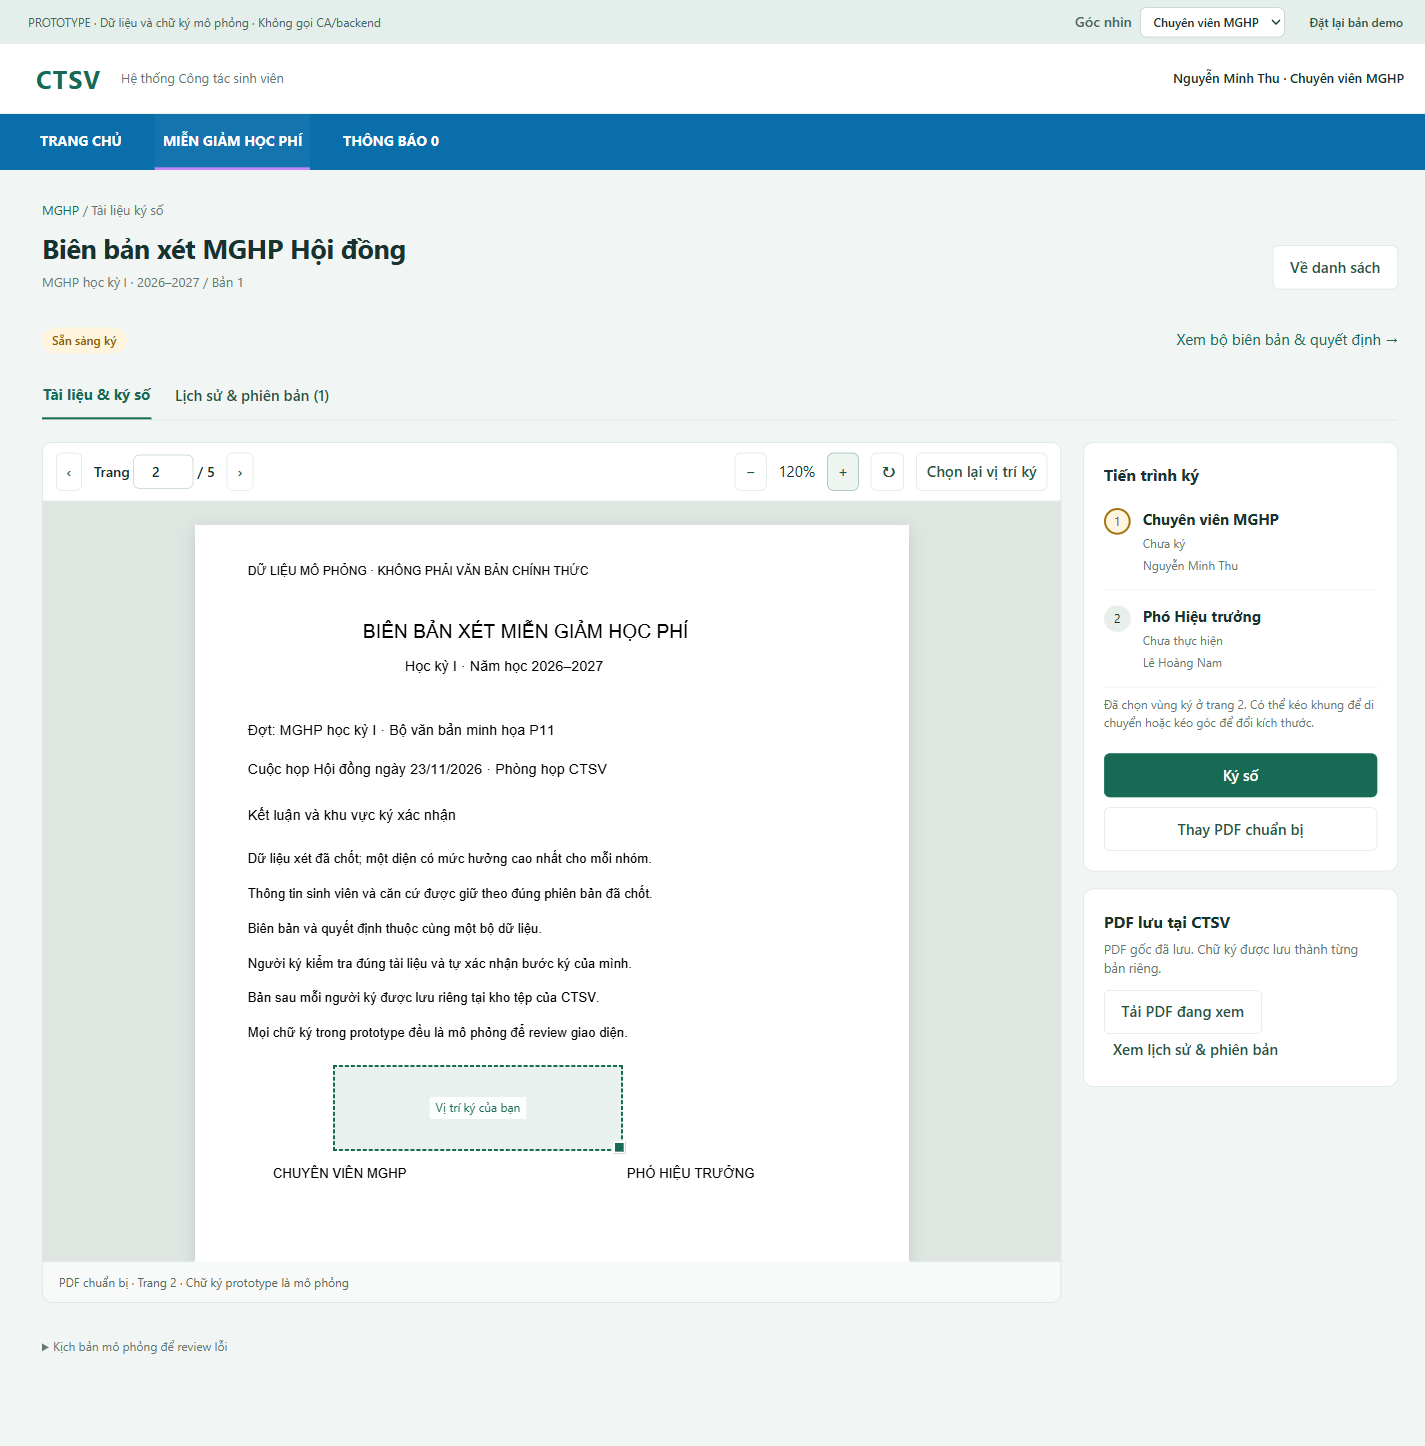 PROTOTYPE · Dữ liệu và chữ ký mô phỏng · Không gọi CA/backend
Góc nhìn
Chuyên viên MGHP
Đặt lại bản demo
CTSV
Hệ thống Công tác sinh viên
Nguyễn Minh Thu · Chuyên viên MGHP
TRANG CHỦ
MIỄN GIẢM HỌC PHÍ
THÔNG BÁO 0
MGHP / Tài liệu ký số
Biên bản xét MGHP Hội đồng
MGHP học kỳ I · 2026–2027 / Bản 1
Về danh sách
Sẵn sàng ký
Xem bộ biên bản & quyết định →
Tài liệu & ký số
Lịch sử & phiên bản (1)
‹ Trang 2 / 5 ›
− 120% + ↻ Chọn lại vị trí ký
DỮ LIỆU MÔ PHỎNG · KHÔNG PHẢI VĂN BẢN CHÍNH THỨC
BIÊN BẢN XÉT MIỄN GIẢM HỌC PHÍ
Học kỳ I · Năm học 2026–2027
Đợt: MGHP học kỳ I · Bộ văn bản minh họa P11
Cuộc họp Hội đồng ngày 23/11/2026 · Phòng họp CTSV
Kết luận và khu vực ký xác nhận
Dữ liệu xét đã chốt; một diện có mức hưởng cao nhất cho mỗi nhóm.
Thông tin sinh viên và căn cứ được giữ theo đúng phiên bản đã chốt.
Biên bản và quyết định thuộc cùng một bộ dữ liệu.
Người ký kiểm tra đúng tài liệu và tự xác nhận bước ký của mình.
Bản sau mỗi người ký được lưu riêng tại kho tệp của CTSV.
Mọi chữ ký trong prototype đều là mô phỏng để review giao diện.
Vị trí ký của bạn
CHUYÊN VIÊN MGHP
PHÓ HIỆU TRƯỞNG
PDF chuẩn bị · Trang 2 · Chữ ký prototype là mô phỏng
Tiến trình ký
1 Chuyên viên MGHP
Chưa ký
Nguyễn Minh Thu
2 Phó Hiệu trưởng
Chưa thực hiện
Lê Hoàng Nam
Đã chọn vùng ký ở trang 2. Có thể kéo khung để di
chuyển hoặc kéo góc để đổi kích thước.
Ký số
Thay PDF chuẩn bị
PDF lưu tại CTSV
PDF gốc đã lưu. Chữ ký được lưu thành từng
bản riêng.
Tải PDF đang xem
Xem lịch sử & phiên bản
▶ Kịch bản mô phỏng để review lỗi